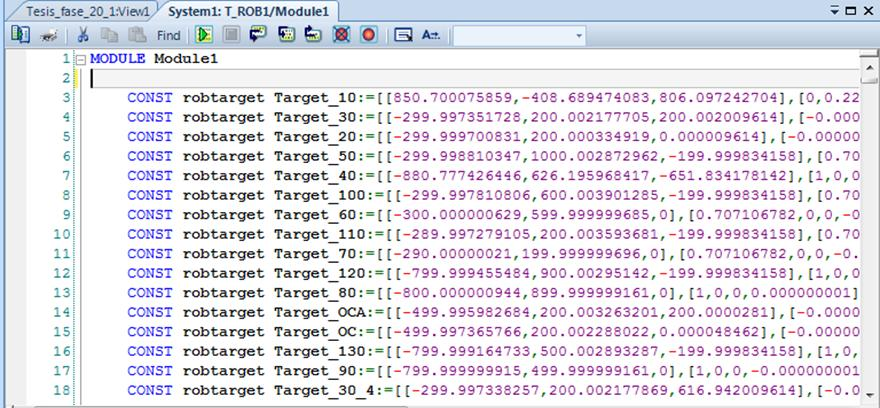 Tesis_fase_20_1:View1 System1: T_ROB1/Module1
Find A
1 MODULE Module1
2
3 CONST robtarget Target_10:=[[850.700075859,-408.689474083,806.097242704],[0,0.22
4 CONST robtarget Target_30:=[[-299.997351728,200.002177705,200.002009614],[-0.000
5 CONST robtarget Target_20:=[[-299.999700831,200.000334919,0.000009614],[-0.00000
6 CONST robtarget Target_50:=[[-299.998810347,1000.002872962,-199.999834158],[0.70
7 CONST robtarget Target_40:=[[-880.777426446,626.195968417,-651.834178142],[1,0,0
8 CONST robtarget Target_100:=[[-299.997810806,600.003901285,-199.999834158],[0.70
9 CONST robtarget Target_60:=[[-300.000000629,599.999999685,0],[0.707106782,0,0,-0
10 CONST robtarget Target_110:=[[-289.997279105,200.003593681,-199.999834158],[0.70
11 CONST robtarget Target_70:=[[-290.00000021,199.999999696,0],[0.707106782,0,0,-0.
12 CONST robtarget Target_120:=[[-799.999455484,900.00295142,-199.999834158],[1,0,0
13 CONST robtarget Target_80:=[[-800.000000944,899.999999161,0],[1,0,0,0.000000001]
14 CONST robtarget Target_OCA:=[[-499.995982684,200.003263201,200.0000281],[-0.0000
15 CONST robtarget Target_OC:=[[-499.997365766,200.002288022,0.000048462],[-0.00000
16 CONST robtarget Target_130:=[[-799.999164733,500.002893287,-199.999834158],[1,0,
17 CONST robtarget Target_90:=[[-799.999999915,499.999999161,0],[1,0,0,-0.000000001
18 CONST robtarget Target_30_4:=[[-299.997338257,200.002177869,616.942009614],[-0.0